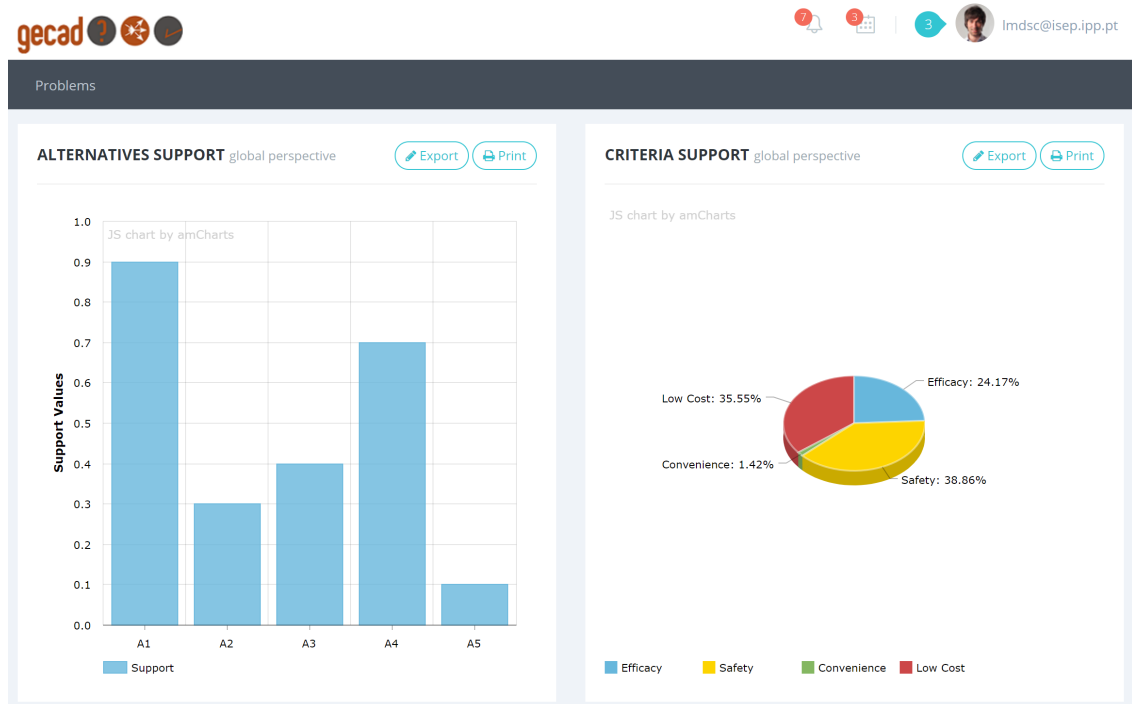 gecad ?
7
3
3
lmdsc@isep.ipp.pt
Problems
ALTERNATIVES SUPPORT global perspective
Export
Print
JS chart by amCharts
1.0
0.9
0.8
0.7
0.6
0.5
0.4
0.3
0.2
0.1
0.0
Support Values
A1 A2 A3 A4 A5
Support
CRITERIA SUPPORT global perspective
Export
Print
JS chart by amCharts
Efficacy: 24.17%
Low Cost: 35.55%
Convenience: 1.42%
Safety: 38.86%
Efficacy Safety Convenience Low Cost